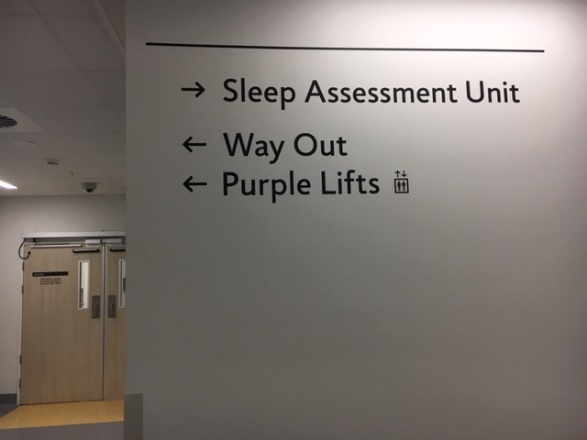 → Sleep Assessment Unit
← Way Out
← Purple Lifts